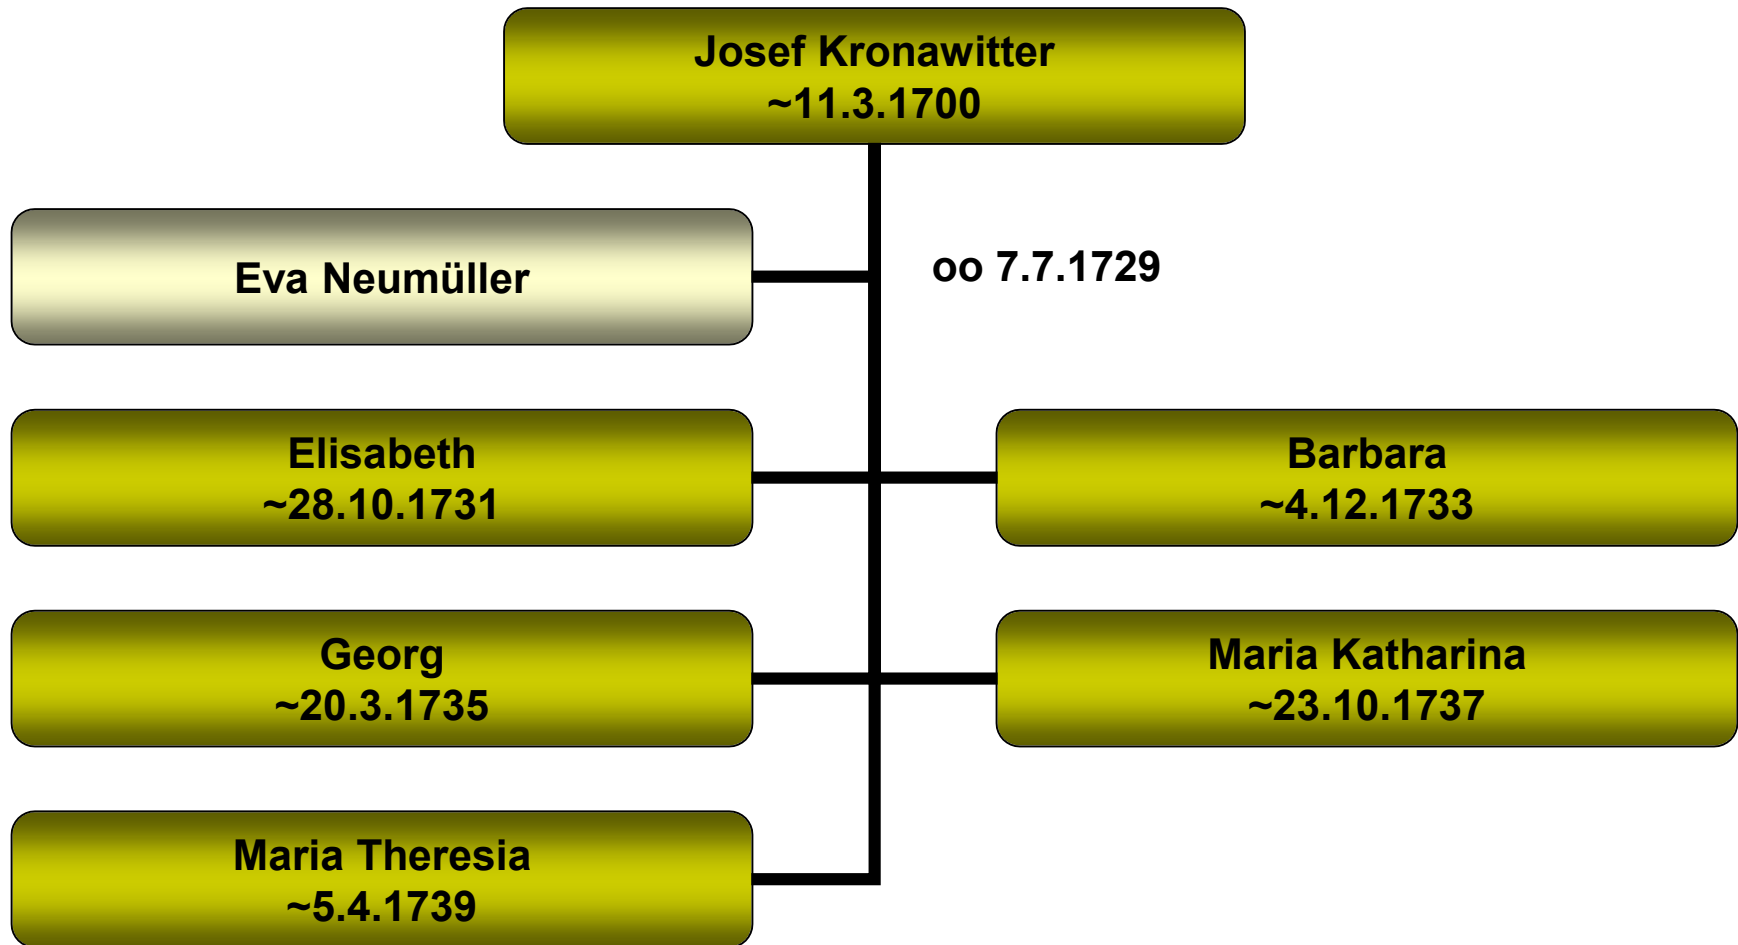 Josef Kronawitter
~11.3.1700
Eva Neumüller
oo 7.7.1729
Elisabeth
~28.10.1731
Barbara
~4.12.1733
Georg
~20.3.1735
Maria Katharina
~23.10.1737
Maria Theresia
~5.4.1739